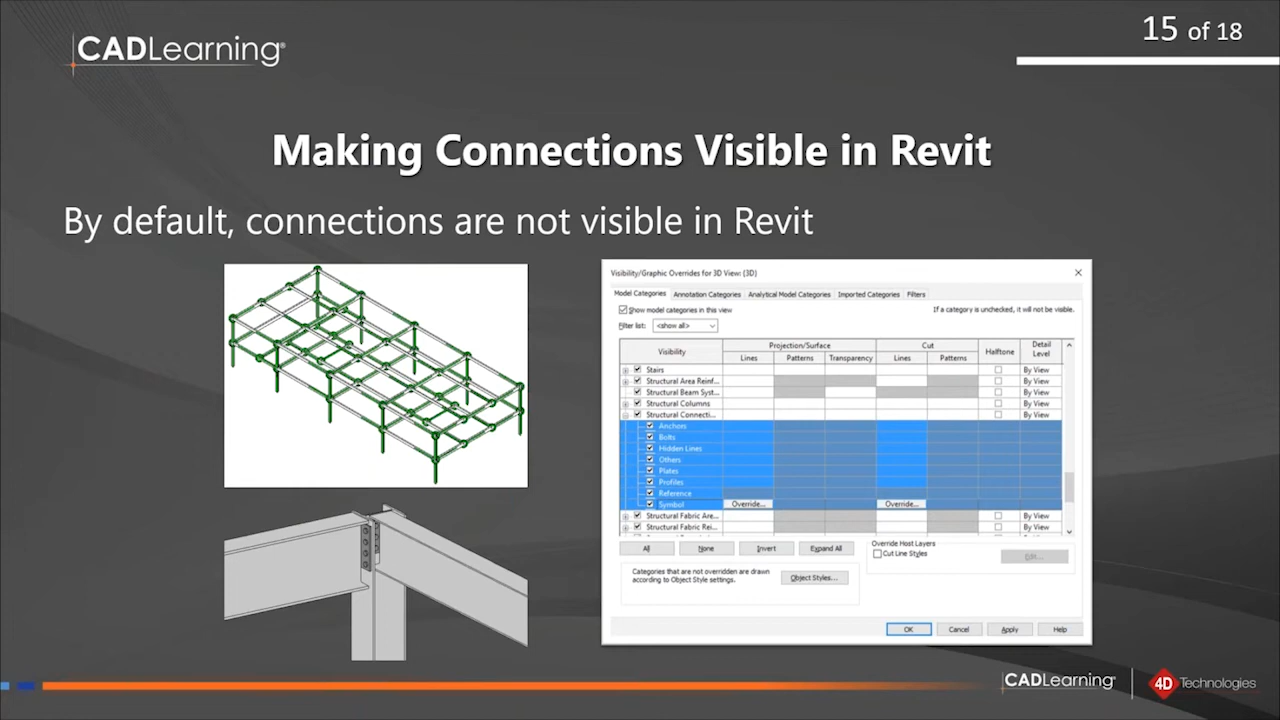 15 of 18
CADLearning®
Making Connections Visible in Revit
By default, connections are not visible in Revit
Visibility/Graphic Overrides for 3D View: {3D}
Model Categories Annotation Categories Analytical Model Categories Imported Categories Filters
Show model categories in this view
If a category is unchecked, it will not be visible.
Filter list: <show all>
Visibility Projection/Surface Cut Halftone Detail Level
Lines Patterns Transparency Lines Patterns
Stairs By View
Structural Area Reinf... By View
Structural Beam Syst... By View
Structural Columns By View
Structural Connecti... By View
Anchors
Bolts
Hidden Lines
Others
Plates
Profiles
Reference
Symbol Override... Override...
Structural Fabric Are... By View
Structural Fabric Rei... By View
All None Invert Expand All
Override Host Layers
Cut Line Styles Edit...
Categories that are not overridden are drawn
according to Object Style settings.
Object Styles...
OK Cancel Apply Help
CADLearning®
4D Technologies